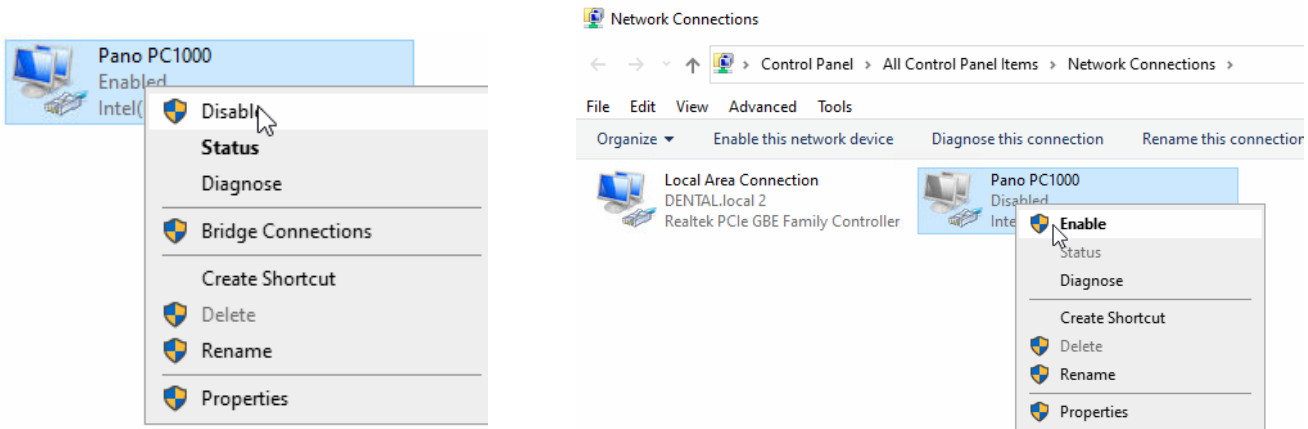 Pano PC1000
Enabled
Intel(
Disable
Status
Diagnose
Bridge Connections
Create Shortcut
Delete
Rename
Properties
Network Connections
Control Panel > All Control Panel Items > Network Connections >
File Edit View Advanced Tools
Organize Enable this network device Diagnose this connection Rename this connection
Local Area Connection
DENTAL.local 2
Realtek PCIe GBE Family Controller
Pano PC1000
Disabled
Inte
Enable
Status
Diagnose
Create Shortcut
Delete
Rename
Properties